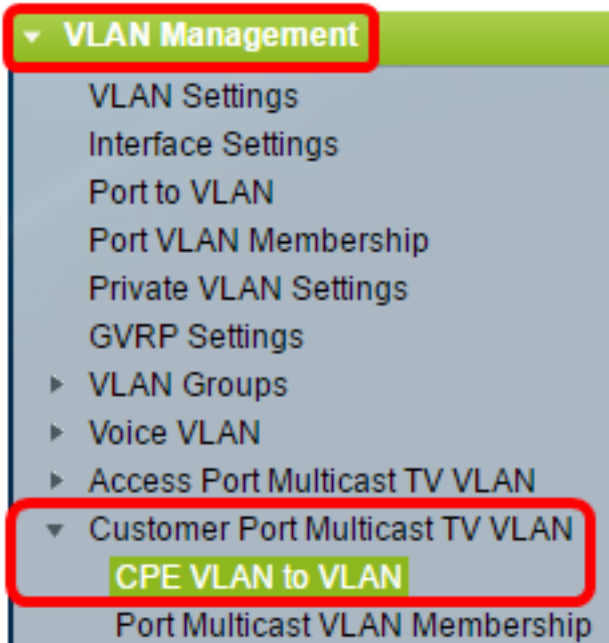 VLAN Management
VLAN Settings
Interface Settings
Port to VLAN
Port VLAN Membership
Private VLAN Settings
GVRP Settings
VLAN Groups
Voice VLAN
Access Port Multicast TV VLAN
Customer Port Multicast TV VLAN
CPE VLAN to VLAN
Port Multicast VLAN Membership